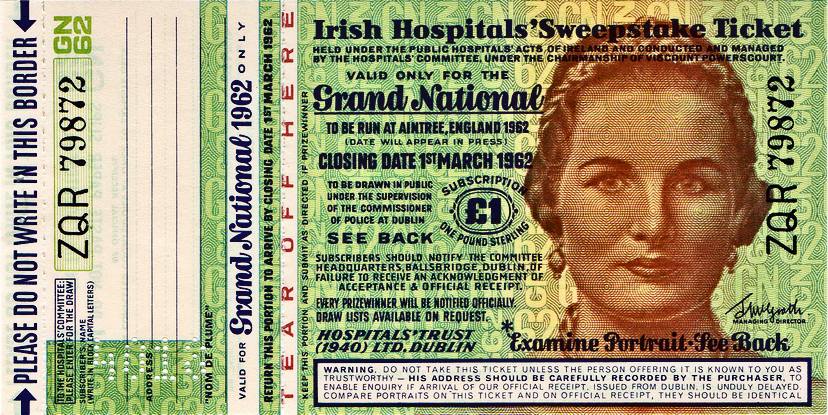 PLEASE DO NOT WRITE IN THIS BORDER
GN
62
ZQR 79872
TO THE HOSPITALS' COMMITTEE:
PLEASE ENTER FOR THE DRAW
SUBSCRIBER'S NAME
(WRITE IN BLOCK CAPITAL LETTERS)
ADDRESS
"NOM DE PLUME"
VALID FOR Grand National 1962 ONLY
RETURN THIS PORTION TO ARRIVE BY CLOSING DATE 1ST MARCH 1962
TEAR OFF HERE
KEEP THIS PORTION AND SUBMIT AS DIRECTED IF PRIZEWINNER
Irish Hospitals' Sweepstake Ticket
HELD UNDER THE PUBLIC HOSPITALS' ACTS OF IRELAND AND CONDUCTED AND MANAGED
BY THE HOSPITALS' COMMITTEE, UNDER THE CHAIRMANSHIP OF VISCOUNT POWERSCOURT.
VALID ONLY FOR THE
Grand National
TO BE RUN AT AINTREE, ENGLAND 1962
(DATE WILL APPEAR IN PRESS)
CLOSING DATE 1ST MARCH 1962
TO BE DRAWN IN PUBLIC
UNDER THE SUPERVISION
OF THE COMMISSIONER
OF POLICE AT DUBLIN
SEE BACK
SUBSCRIPTION
£1
ONE POUND STERLING
SUBSCRIBERS SHOULD NOTIFY THE COMMITTEE
HEADQUARTERS, BALLSBRIDGE, DUBLIN, OF
FAILURE TO RECEIVE AN ACKNOWLEDGMENT OF
ACCEPTANCE & OFFICIAL RECEIPT.
EVERY PRIZEWINNER WILL BE NOTIFIED OFFICIALLY.
DRAW LISTS AVAILABLE ON REQUEST.
HOSPITALS' TRUST
(1940) LTD. DUBLIN
*Examine Portrait-See Back
ZQR 79872
MANAGING DIRECTOR
WARNING. DO NOT TAKE THIS TICKET UNLESS THE PERSON OFFERING IT IS KNOWN TO YOU AS
TRUSTWORTHY — HIS ADDRESS SHOULD BE CAREFULLY RECORDED BY THE PURCHASER, TO
ENABLE ENQUIRY IF ARRIVAL OF OUR OFFICIAL RECEIPT. ISSUED FROM DUBLIN. IS UNDULY DELAYED.
COMPARE PORTRAITS ON THIS TICKET AND ON OFFICIAL RECEIPT, THEY SHOULD BE IDENTICAL